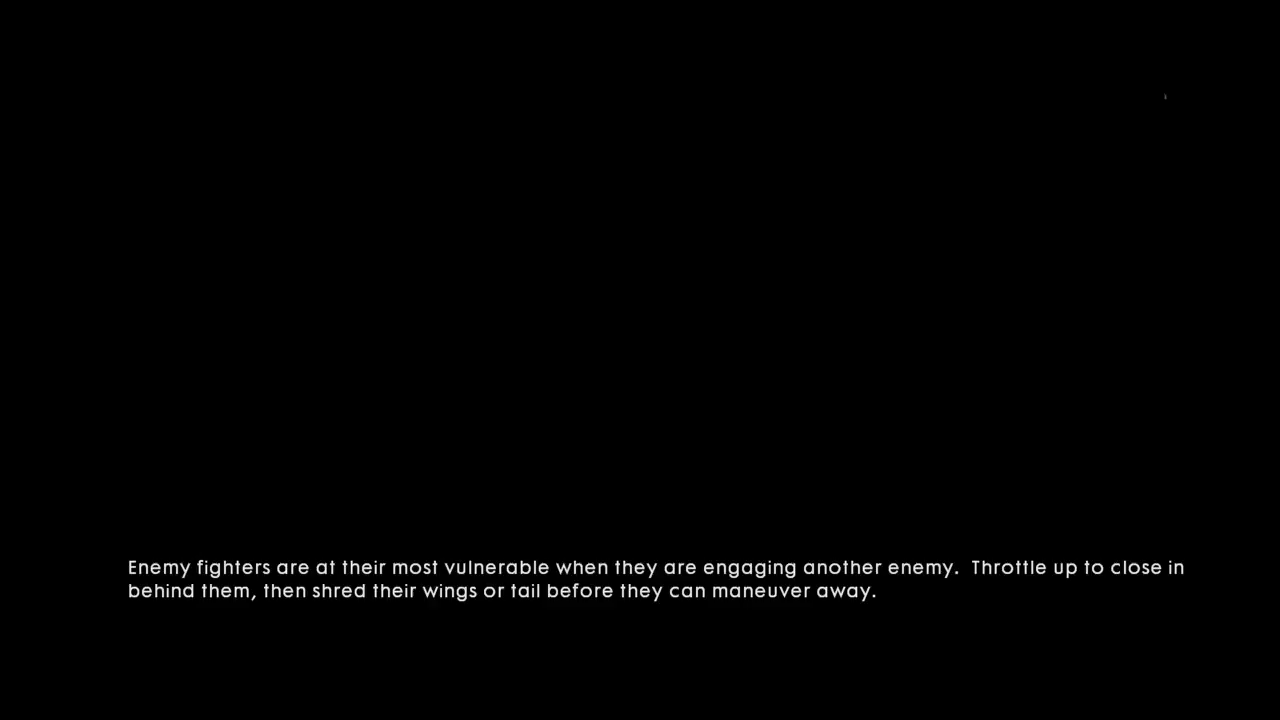 Enemy fighters are at their most vulnerable when they are engaging another enemy.  Throttle up to close in
behind them, then shred their wings or tail before they can maneuver away.